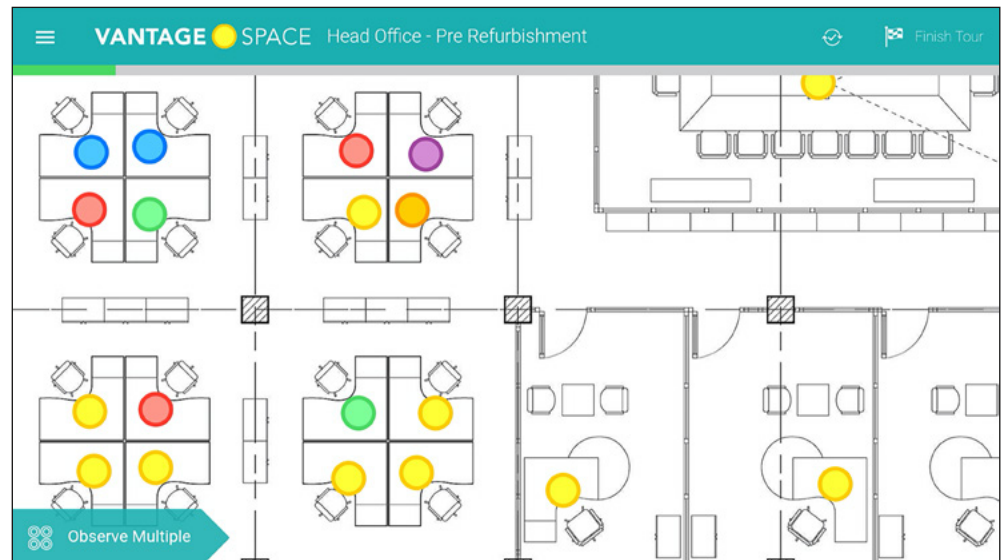 VANTAGE SPACE Head Office - Pre Refurbishment
Finish Tour
Observe Multiple